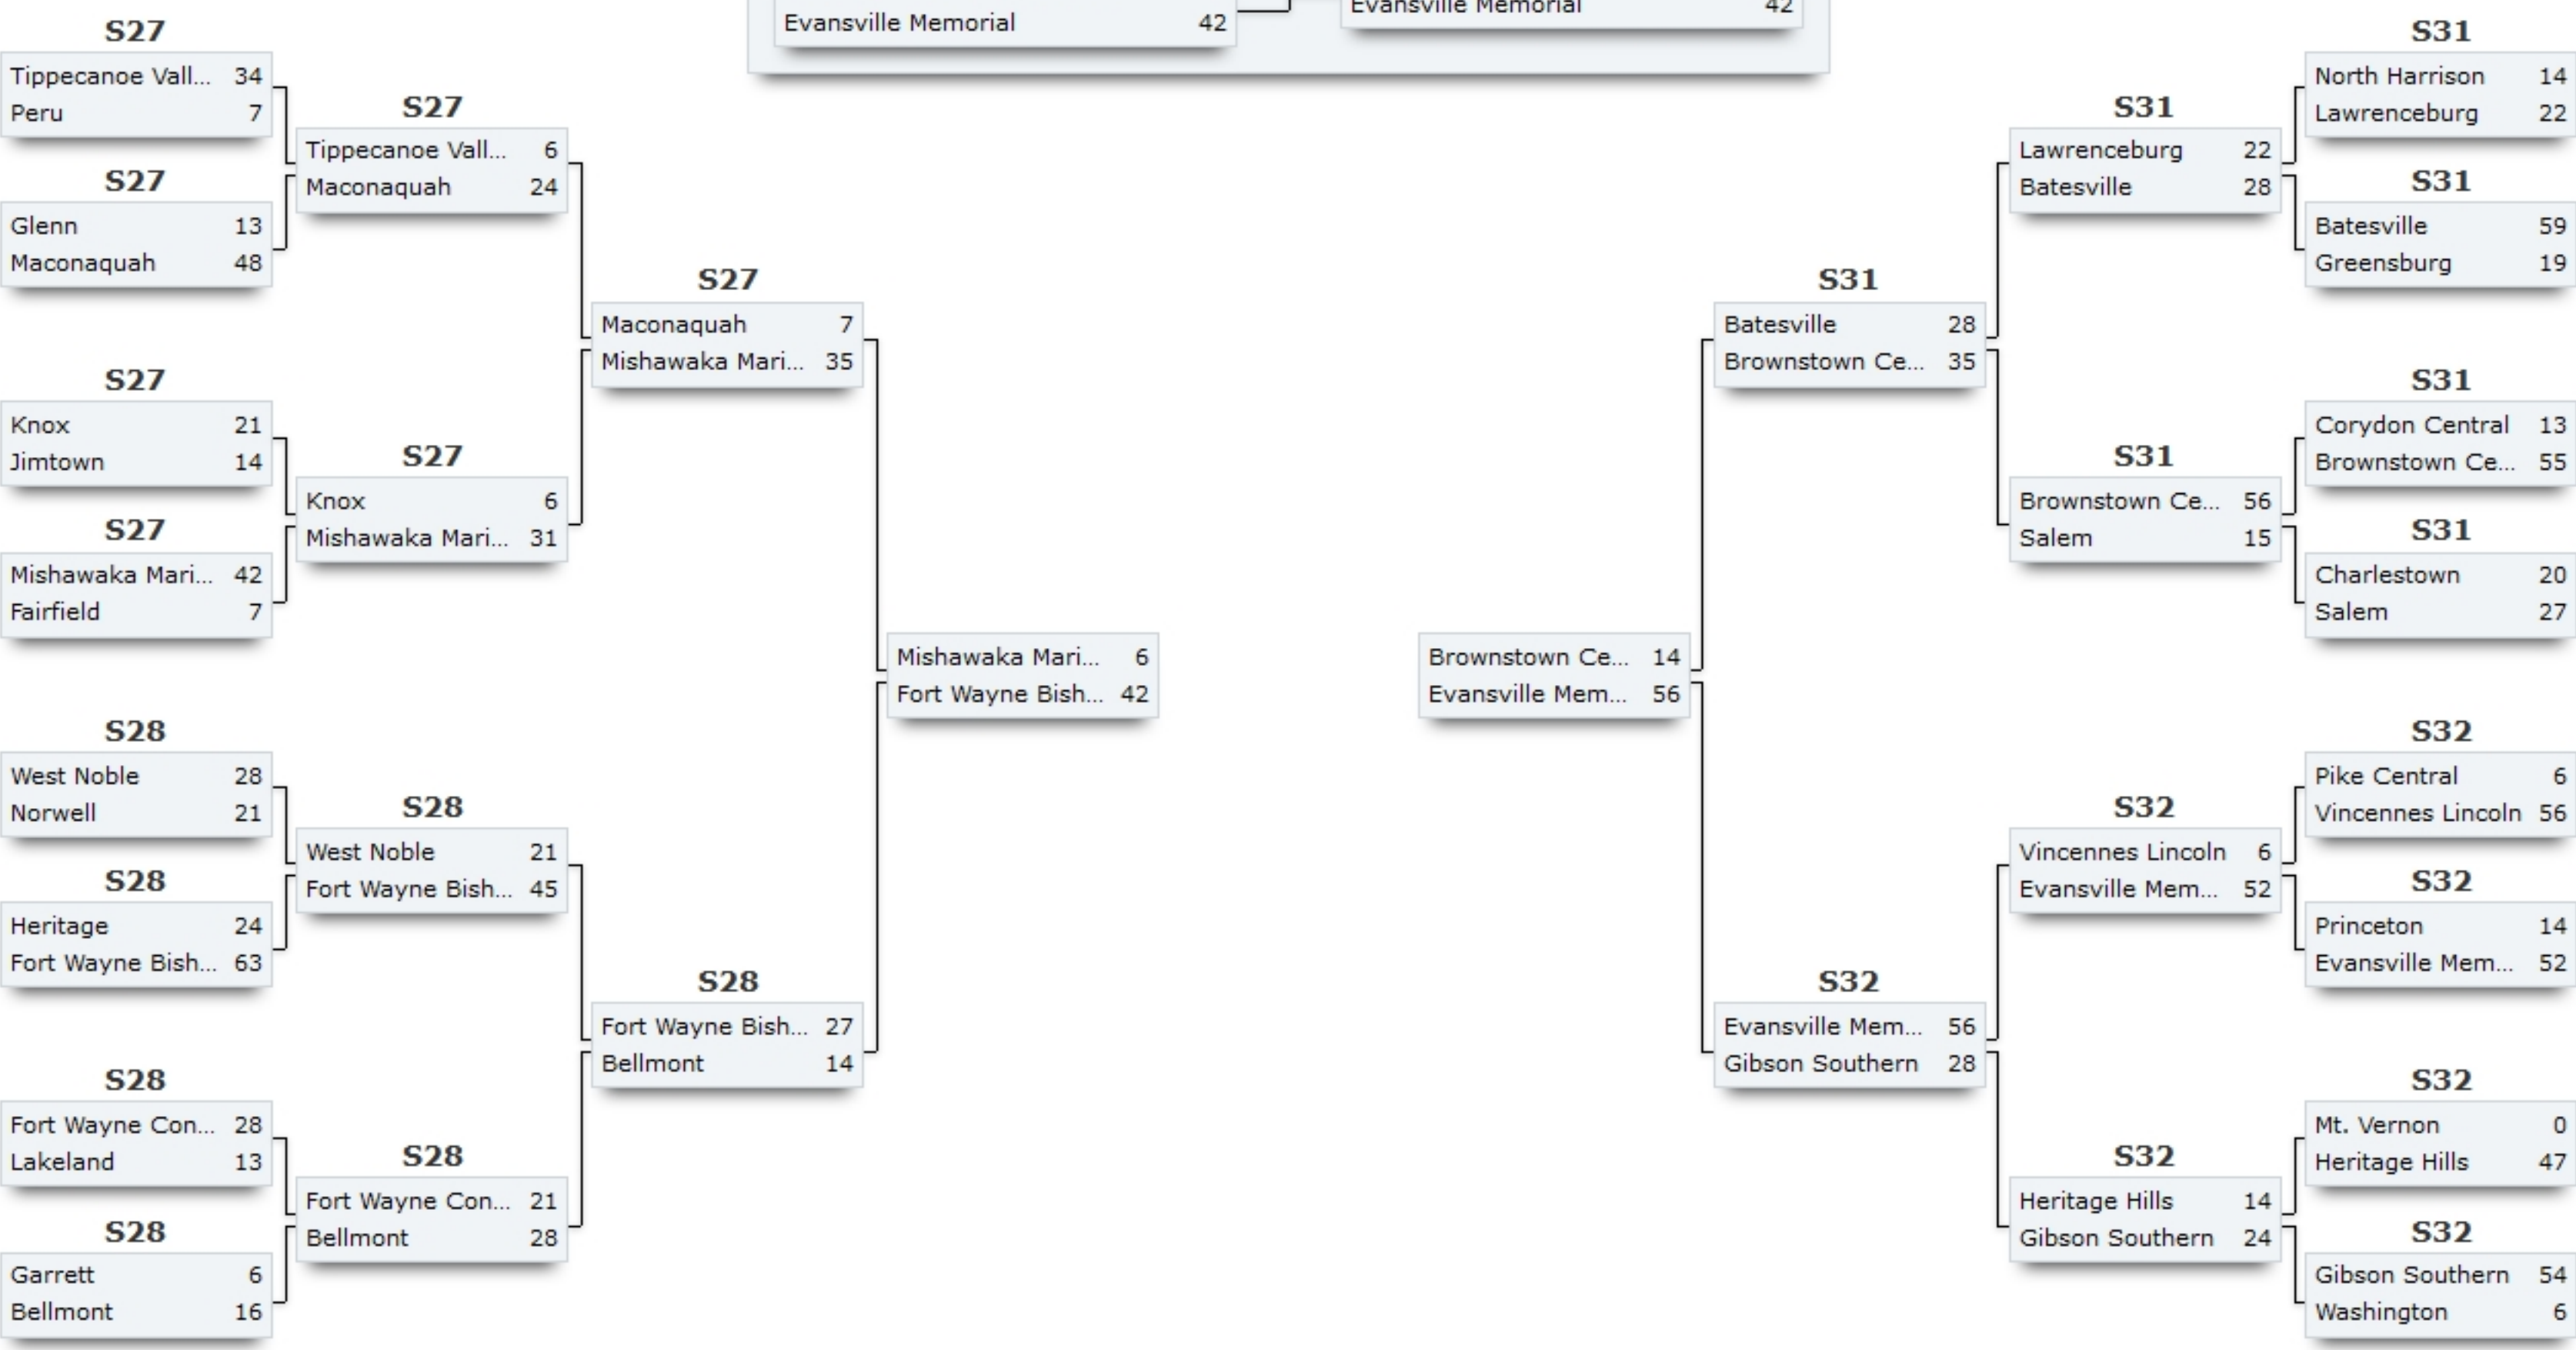 Evansville Memorial 42
Evansville Memorial 42
S27
Tippecanoe Vall... 34
Peru 7
S27
Glenn 13
Maconaquah 48
S27
Knox 21
Jimtown 14
S27
Mishawaka Mari... 42
Fairfield 7
S28
West Noble 28
Norwell 21
S28
Heritage 24
Fort Wayne Bish... 63
S28
Fort Wayne Con... 28
Lakeland 13
S28
Garrett 6
Bellmont 16
S27
Tippecanoe Vall... 6
Maconaquah 24
S27
Knox 6
Mishawaka Mari... 31
S28
West Noble 21
Fort Wayne Bish... 45
S28
Fort Wayne Con... 21
Bellmont 28
S27
Maconaquah 7
Mishawaka Mari... 35
S28
Fort Wayne Bish... 27
Bellmont 14
Mishawaka Mari... 6
Fort Wayne Bish... 42
Brownstown Ce... 14
Evansville Mem... 56
S31
Batesville 28
Brownstown Ce... 35
S32
Evansville Mem... 56
Gibson Southern 28
S31
Lawrenceburg 22
Batesville 28
S31
Brownstown Ce... 56
Salem 15
S32
Vincennes Lincoln 6
Evansville Mem... 52
S32
Heritage Hills 14
Gibson Southern 24
S31
North Harrison 14
Lawrenceburg 22
S31
Batesville 59
Greensburg 19
S31
Corydon Central 13
Brownstown Ce... 55
S31
Charlestown 20
Salem 27
S32
Pike Central 6
Vincennes Lincoln 56
S32
Princeton 14
Evansville Mem... 52
S32
Mt. Vernon 0
Heritage Hills 47
S32
Gibson Southern 54
Washington 6